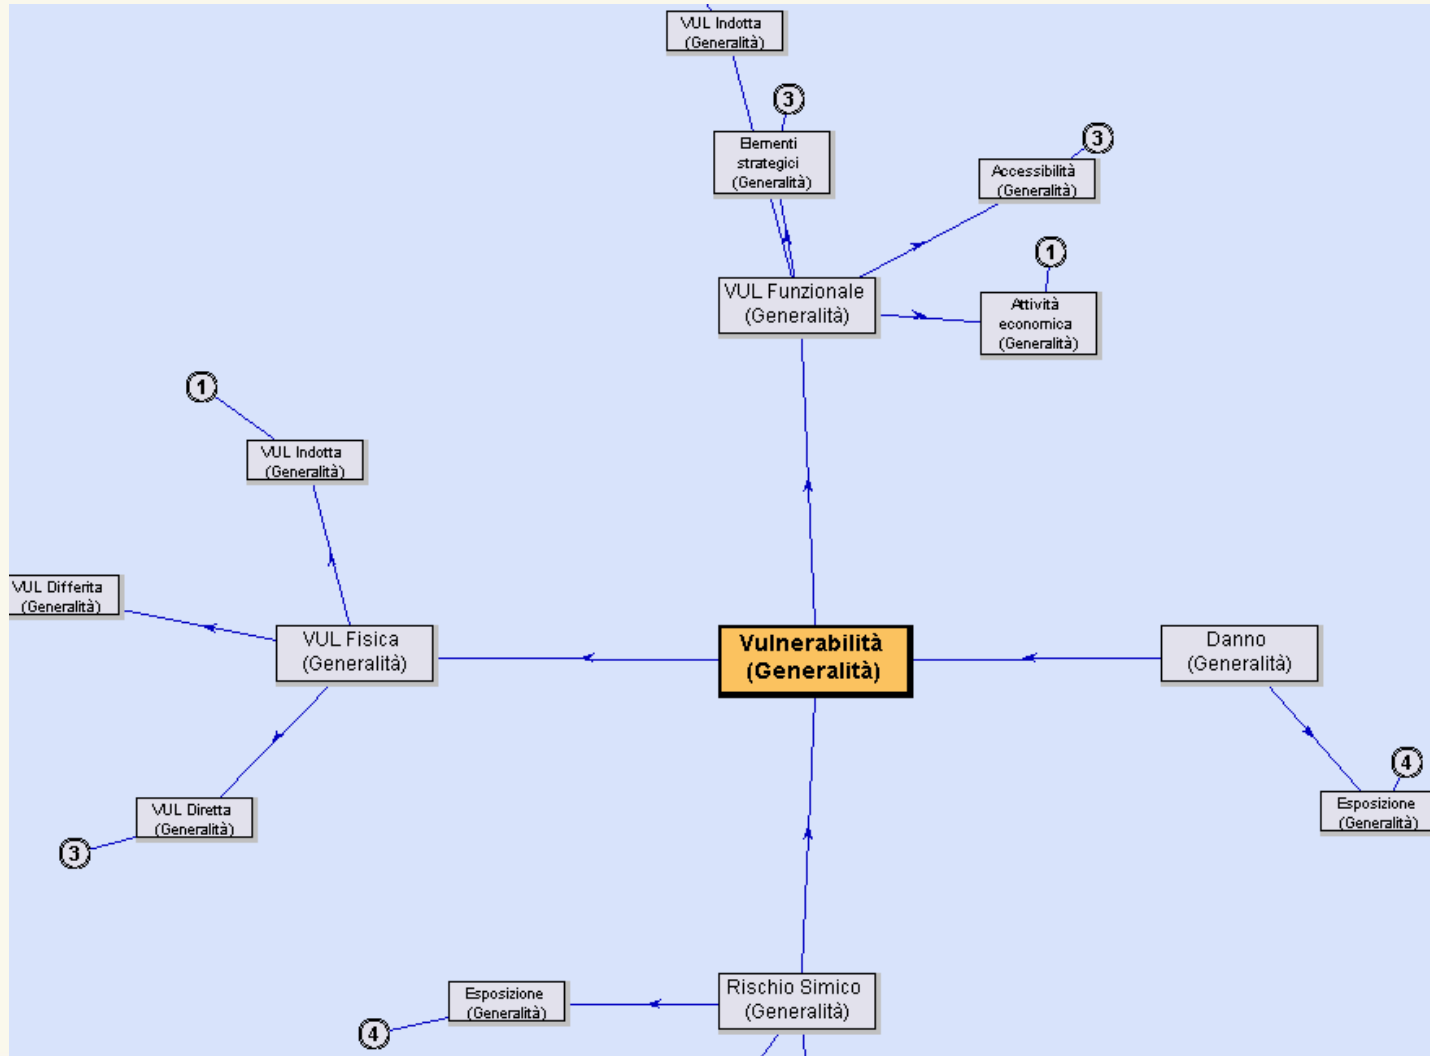 VUL Indotta
(Generalità)
3
Elementi
strategici
(Generalità)
3
Accessibilità
(Generalità)
1
VUL Funzionale
(Generalità)
Attività
economica
(Generalità)
1
VUL Indotta
(Generalità)
VUL Differita
(Generalità)
VUL Fisica
(Generalità)
Vulnerabilità
(Generalità)
Danno
(Generalità)
4
VUL Diretta
(Generalità)
3
Esposizione
(Generalità)
Esposizione
(Generalità)
4
Rischio Simico
(Generalità)